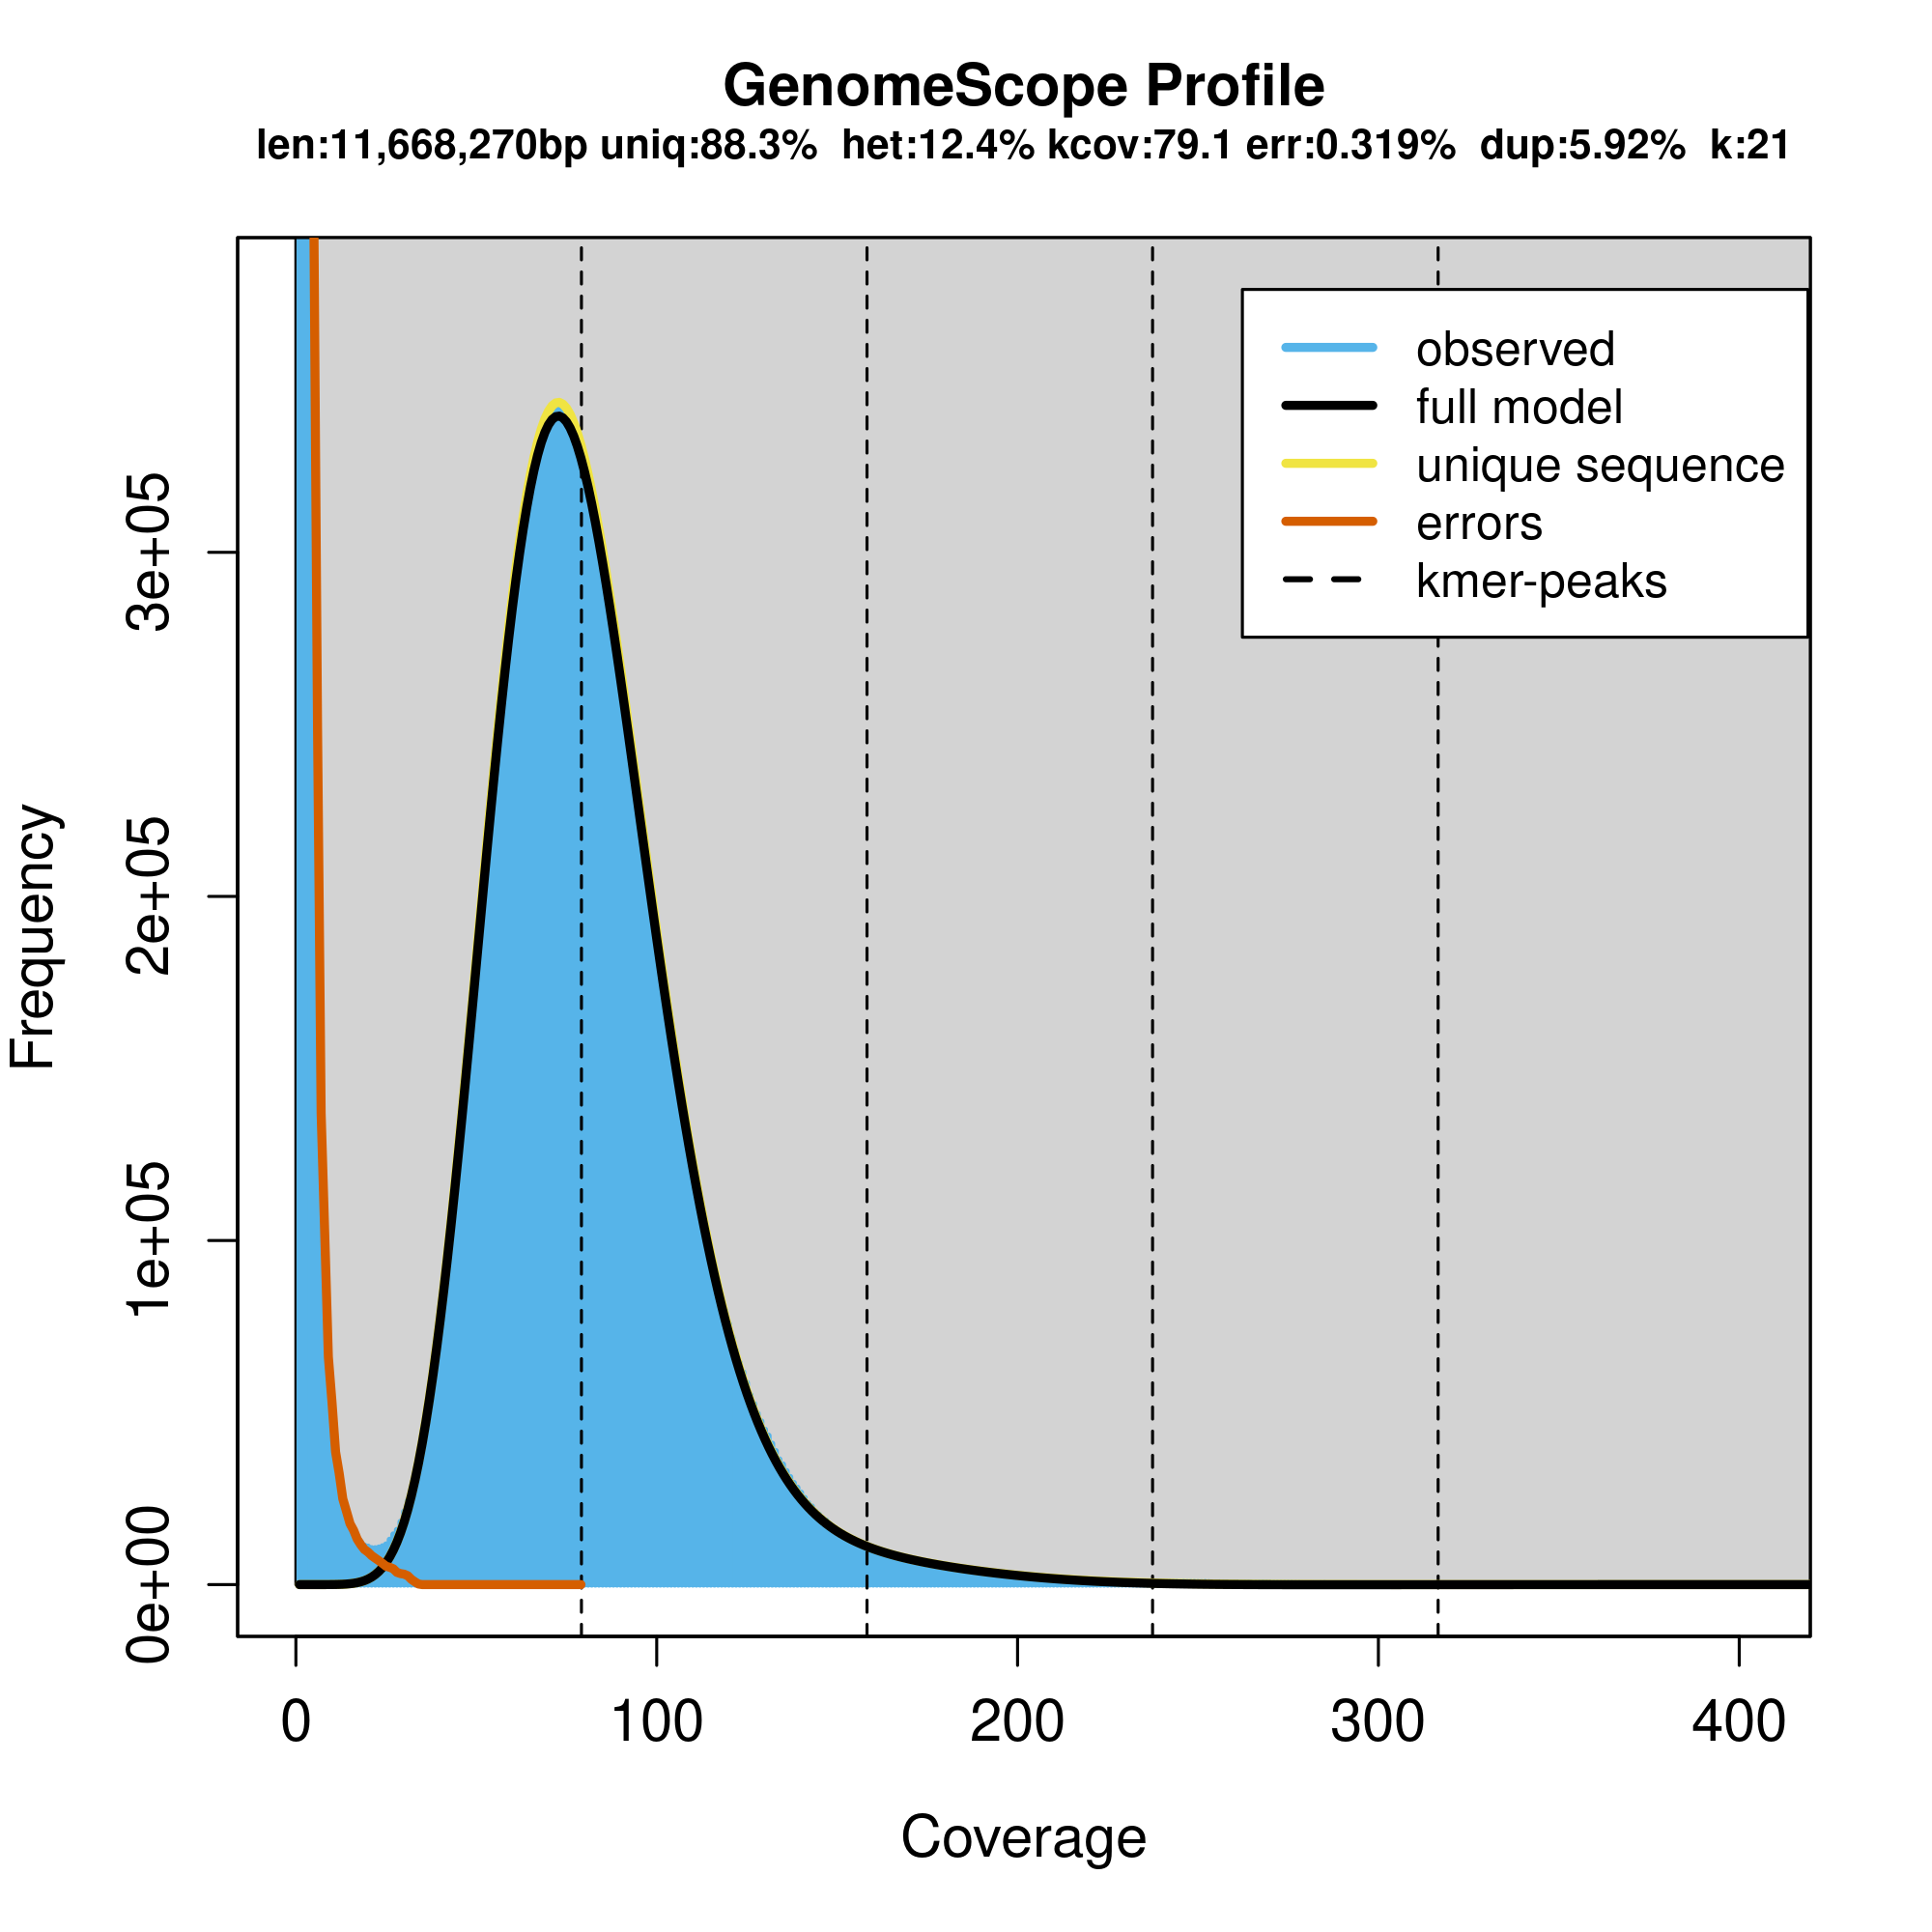 GenomeScope Profile
len:11,668,270bp uniq:88.3% het:12.4% kcov:79.1 err:0.319% dup:5.92% k:21
observed
full model
unique sequence
errors
kmer-peaks
Frequency
3e+05
2e+05
1e+05
0e+00
0 100 200 300 400
Coverage